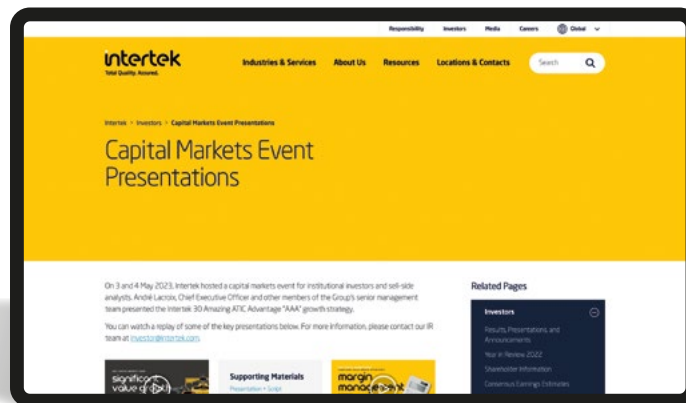 Responsibility Investors Media Careers Global
intertek
Total Quality. Assured.
Industries & Services About Us Resources Locations & Contacts Search
Intertek > Investors > Capital Markets Event Presentations
Capital Markets Event
Presentations
On 3 and 4 May 2023, Intertek hosted a capital markets event for institutional investors and sell-side
analysts. André Lacroix, Chief Executive Officer and other members of the Group's senior management
team presented the Intertek 30 Amazing ATIC Advantage "AAA" growth strategy.
You can watch a replay of some of the key presentations below. For more information, please contact our IR
team at investor@intertek.com.
Related Pages
Investors
Results, Presentations, and
Announcements
Year in Review 2022
Shareholder Information
Consensus Earnings Estimates
significant
value growth
Supporting Materials
Presentation + Script
margin
management